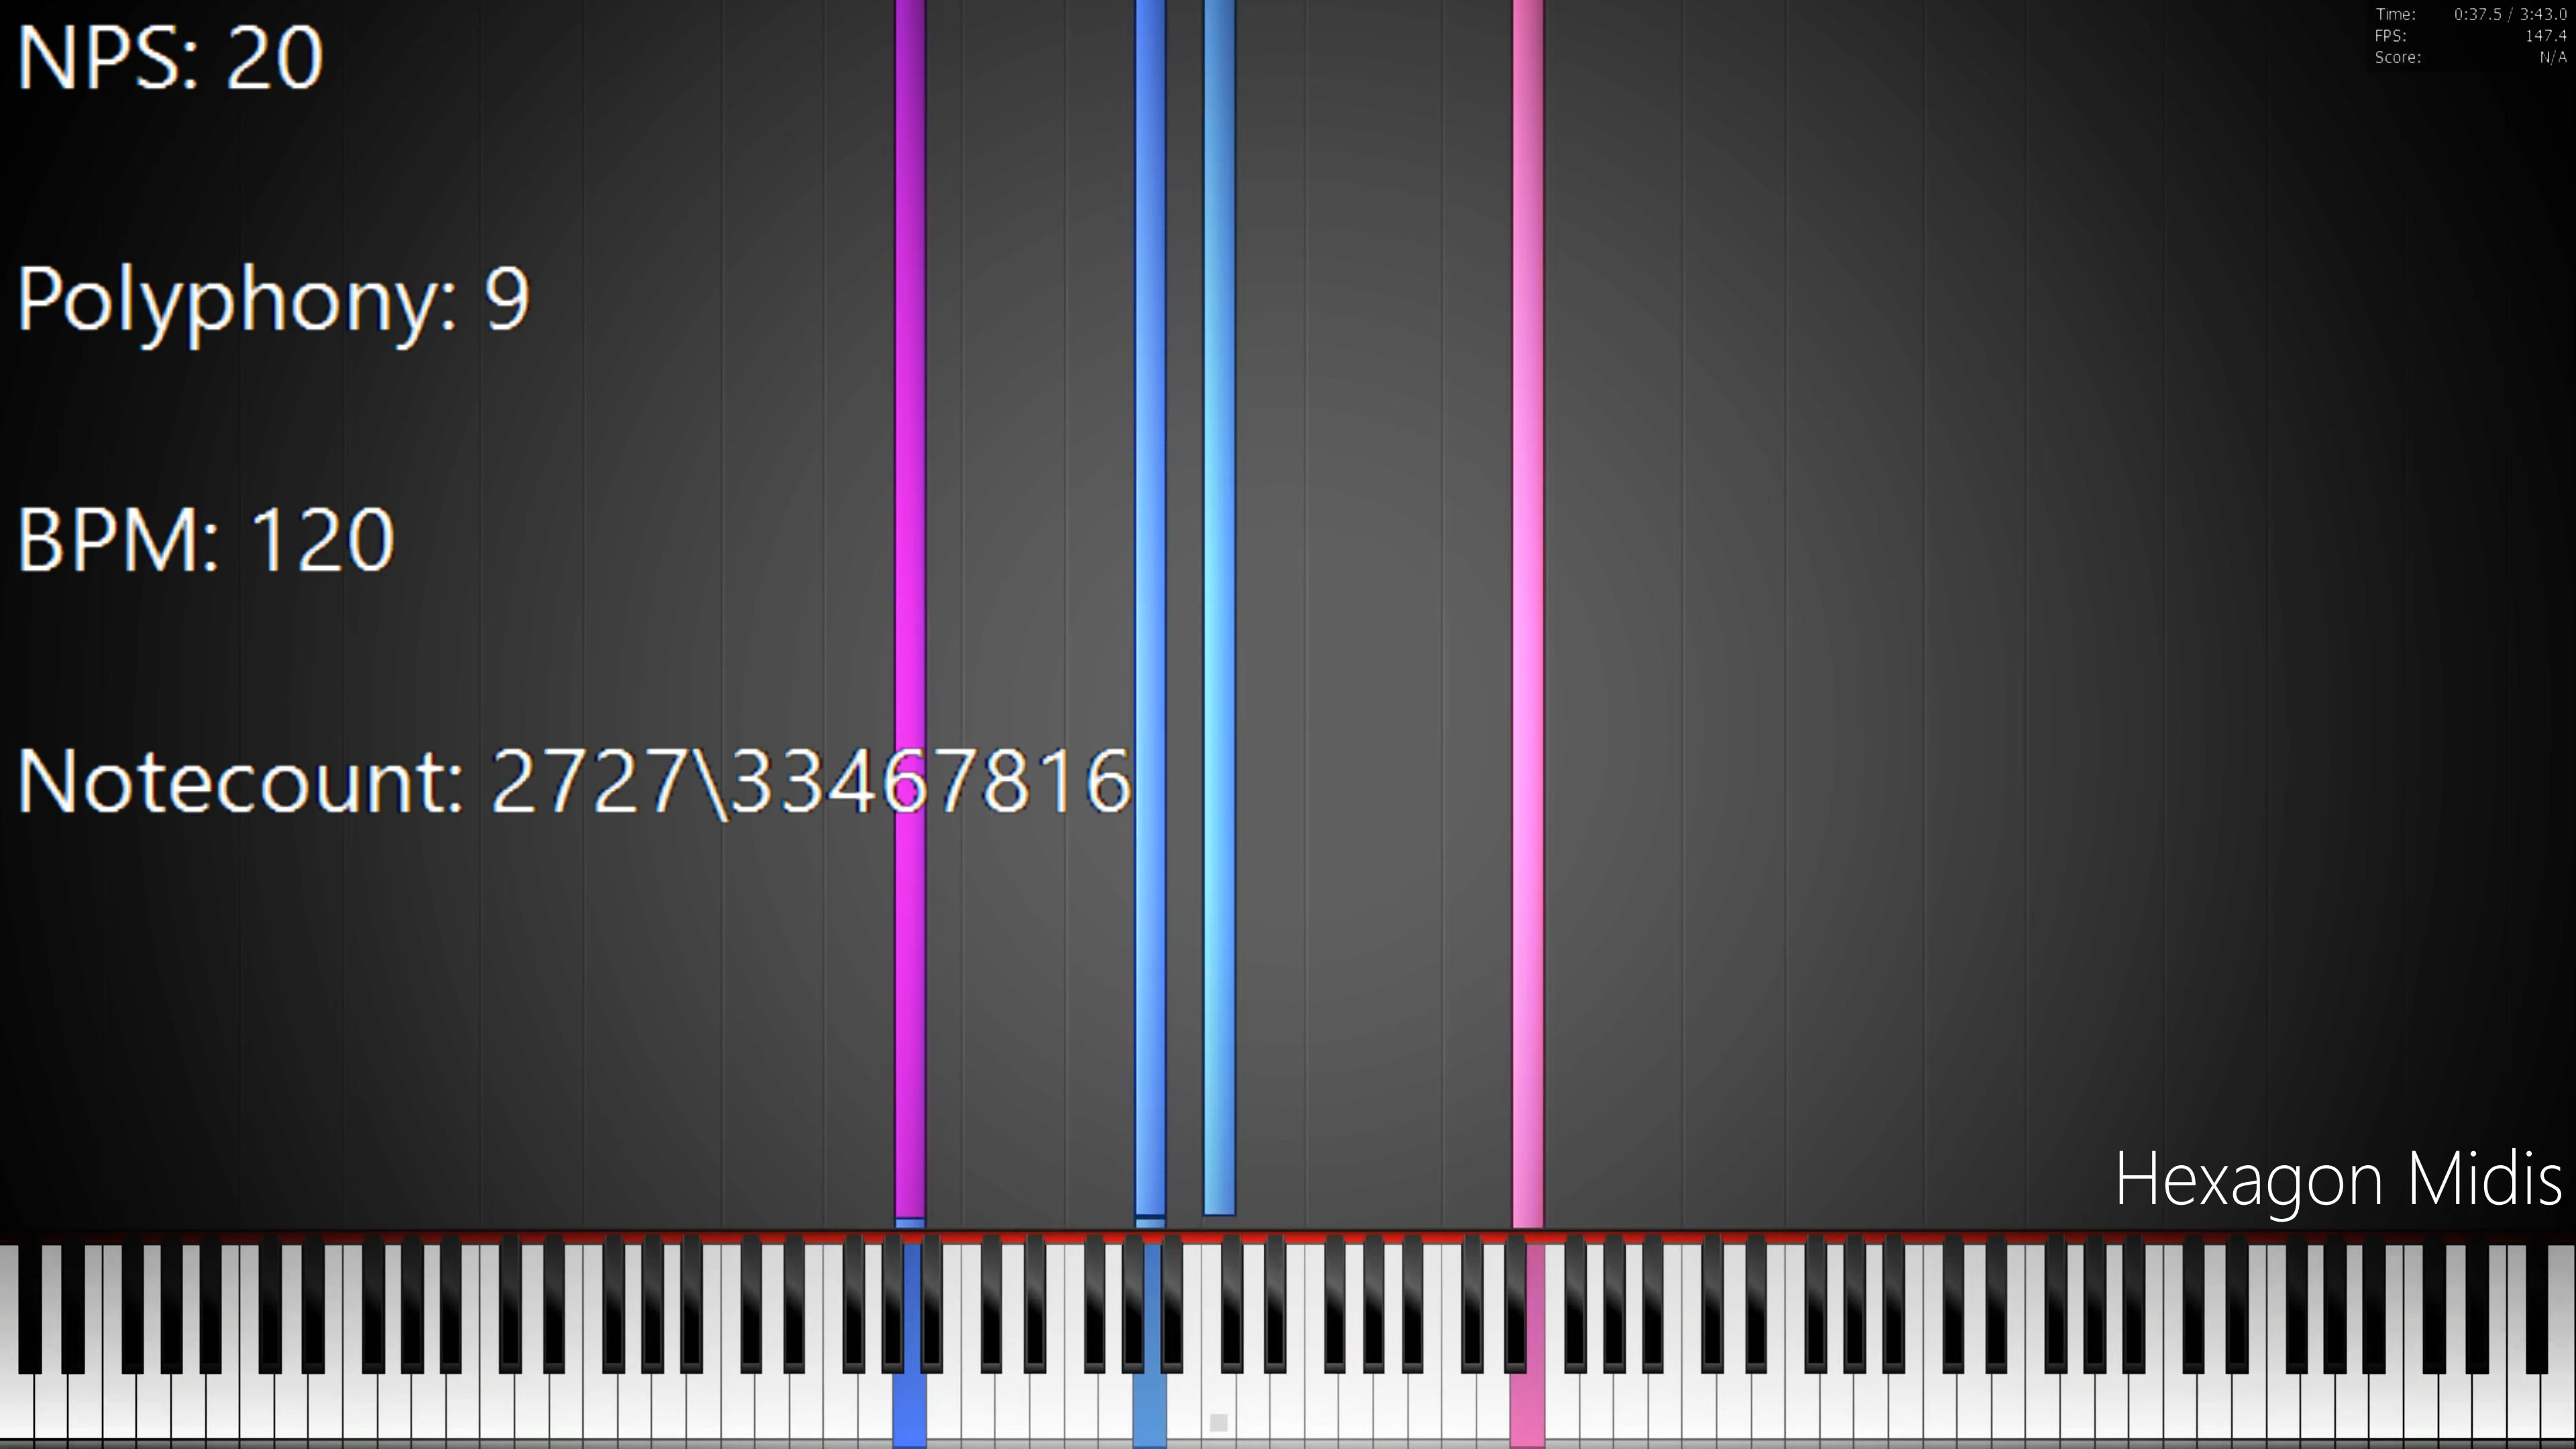 NPS: 20
Time: 0:37.5 / 3:43.0
FPS: 147.4
Score: N/A
Polyphony: 9
BPM: 120
Notecount: 2727\33467816
Hexagon Midis